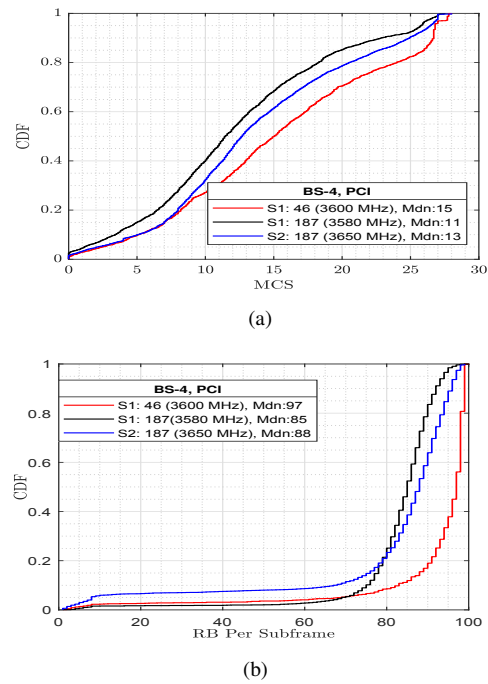 1
0.8
0.6
0.4
0.2
0
CDF
BS-4, PCI
S1: 46 (3600 MHz), Mdn:15
S1: 187 (3580 MHz), Mdn:11
S2: 187 (3650 MHz), Mdn:13
0 5 10 15 20 25 30
MCS
(a)
1
0.8
0.6
0.4
0.2
0
CDF
BS-4, PCI
S1: 46 (3600 MHz), Mdn:97
S1: 187(3580 MHz), Mdn:85
S2: 187 (3650 MHz), Mdn:88
0 20 40 60 80 100
RB Per Subframe
(b)